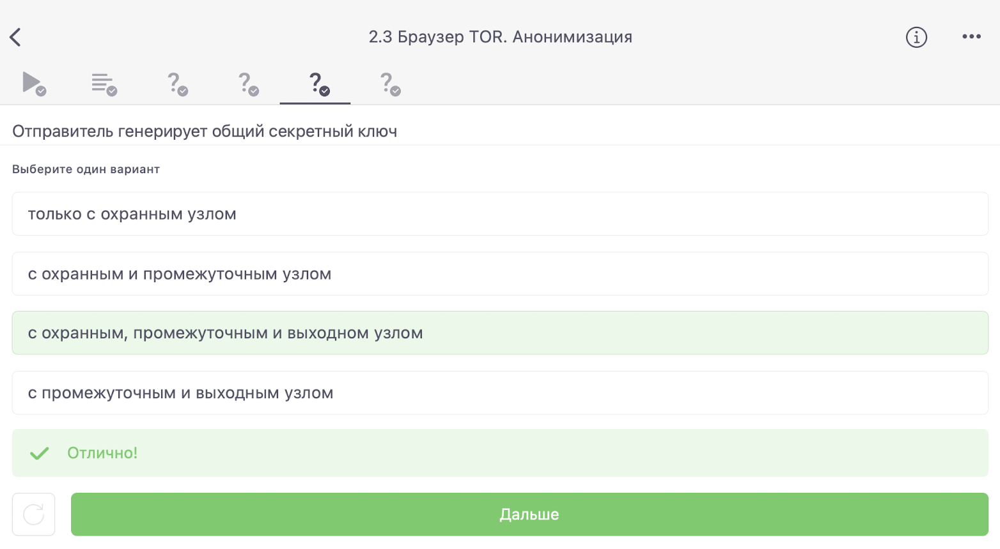 2.3 Браузер TOR. Анонимизация
Отправитель генерирует общий секретный ключ
Выберите один вариант
только с охранным узлом
с охранным и промежуточным узлом
с охранным, промежуточным и выходном узлом
с промежуточным и выходным узлом
Отлично!
Дальше